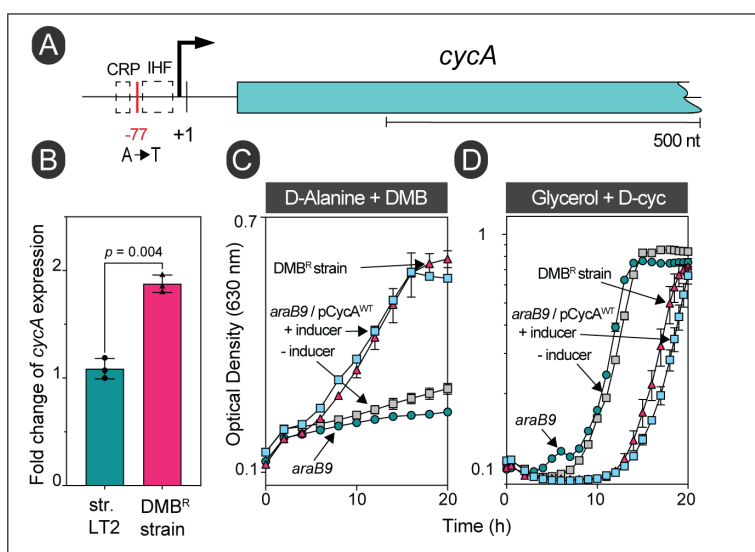 A
CRP IHF
cycA
-77
+1
A→T
500 nt
B
Fold change of cycA expression
2
1
0
p = 0.004
str.
LT2
DMBᴿ
strain
C
D-Alanine + DMB
Optical Density (630 nm)
0.7
0.1
DMBᴿ strain
araB9 / pCycAᵂᵀ
+ inducer
- inducer
araB9
0 10 20
D
Glycerol + D-cyc
1
0.1
DMBᴿ strain
araB9 / pCycAᵂᵀ
+ inducer
- inducer
araB9
0 10 20
Time (h)